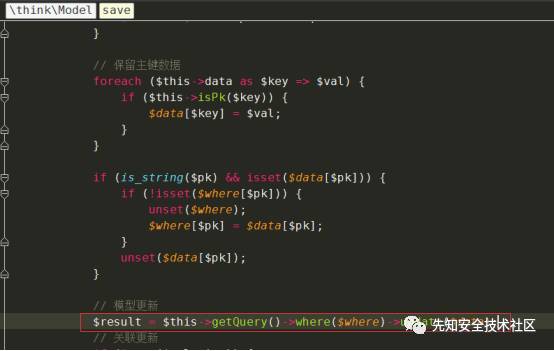 \think\Model save
}
// 保留主键数据
foreach ($this->data as $key => $val) {
if ($this->isPk($key)) {
$data[$key] = $val;
}
}
if (is_string($pk) && isset($data[$pk])) {
if (!isset($where[$pk])) {
unset($where);
$where[$pk] = $data[$pk];
}
unset($data[$pk]);
}
// 模型更新
$result = $this->getQuery()->where($where)->
先知安全技术社区
// 关联更新